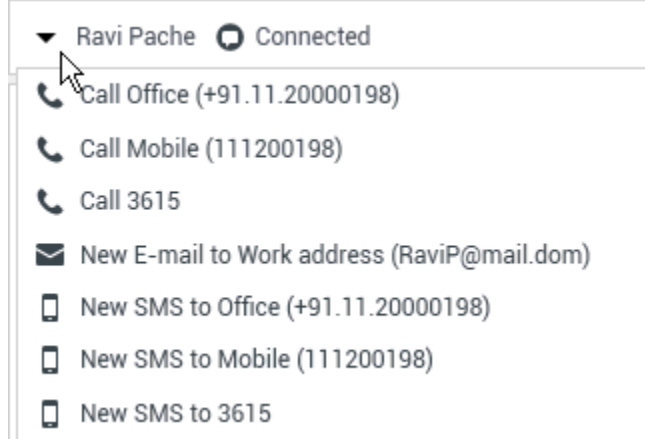 Ravi Pache Connected
Call Office (+91.11.20000198)
Call Mobile (111200198)
Call 3615
New E-mail to Work address (RaviP@mail.dom)
New SMS to Office (+91.11.20000198)
New SMS to Mobile (111200198)
New SMS to 3615